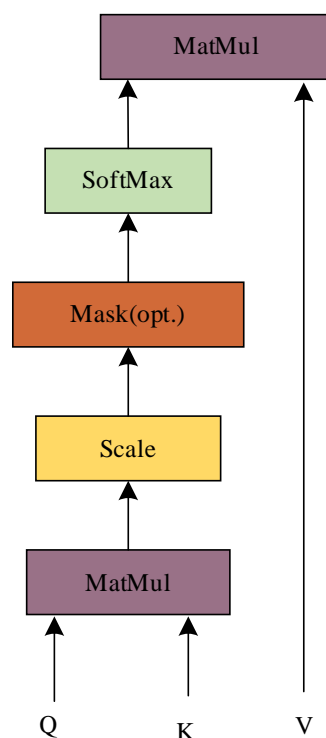 MatMul
SoftMax
Mask(opt.)
Scale
MatMul
Q K V